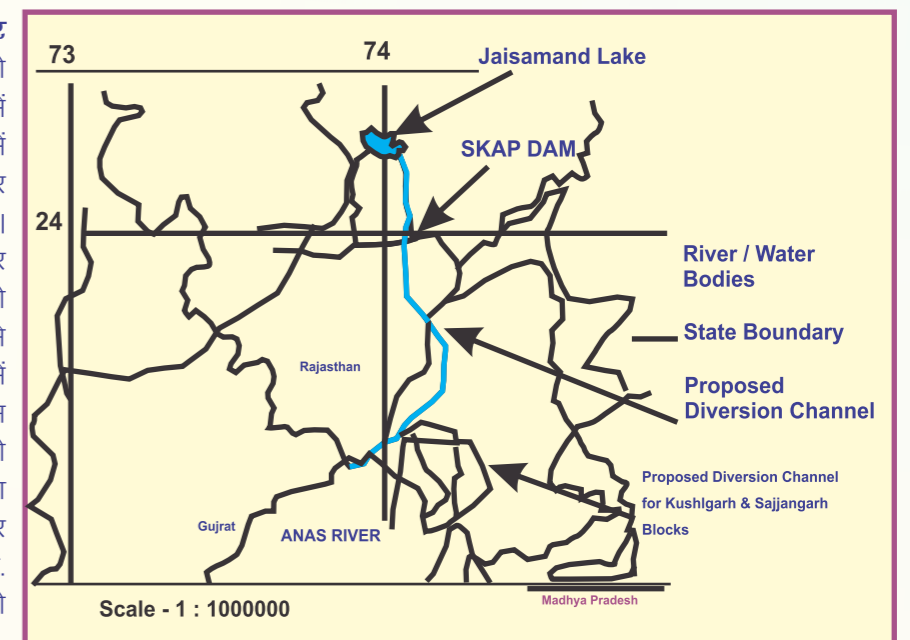 73
74
Jaisamand Lake
SKAP DAM
24
River / Water
Bodies
State Boundary
Rajasthan
Proposed
Diversion Channel
Proposed Diversion Channel
for Kushlgarh & Sajjangarh
Blocks
Gujrat
ANAS RIVER
Madhya Pradesh
Scale - 1 : 1000000